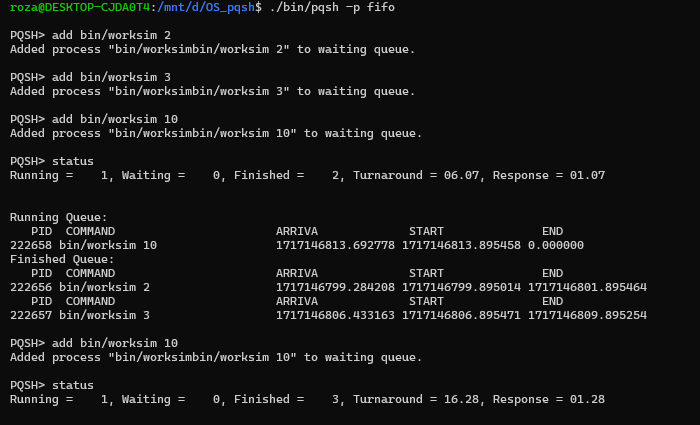 roza@DESKTOP-CJDA0T4:/mnt/d/OS_pqsh$ ./bin/pqsh -p fifo
PQSH> add bin/worksim 2
Added process "bin/worksimbin/worksim 2" to waiting queue.
PQSH> add bin/worksim 3
Added process "bin/worksimbin/worksim 3" to waiting queue.
PQSH> add bin/worksim 10
Added process "bin/worksimbin/worksim 10" to waiting queue.
PQSH> status
Running =    1, Waiting =    0, Finished =    2, Turnaround = 06.07, Response = 01.07
Running Queue:
   PID  COMMAND                       ARRIVA             START              END
222658 bin/worksim 10                 1717146813.692778 1717146813.895458 0.000000
Finished Queue:
   PID  COMMAND                       ARRIVA             START              END
222656 bin/worksim 2                  1717146799.284208 1717146799.895014 1717146801.895464
   PID  COMMAND                       ARRIVA             START              END
222657 bin/worksim 3                  1717146806.433163 1717146806.895471 1717146809.895254
PQSH> add bin/worksim 10
Added process "bin/worksimbin/worksim 10" to waiting queue.
PQSH> status
Running =    1, Waiting =    0, Finished =    3, Turnaround = 16.28, Response = 01.28